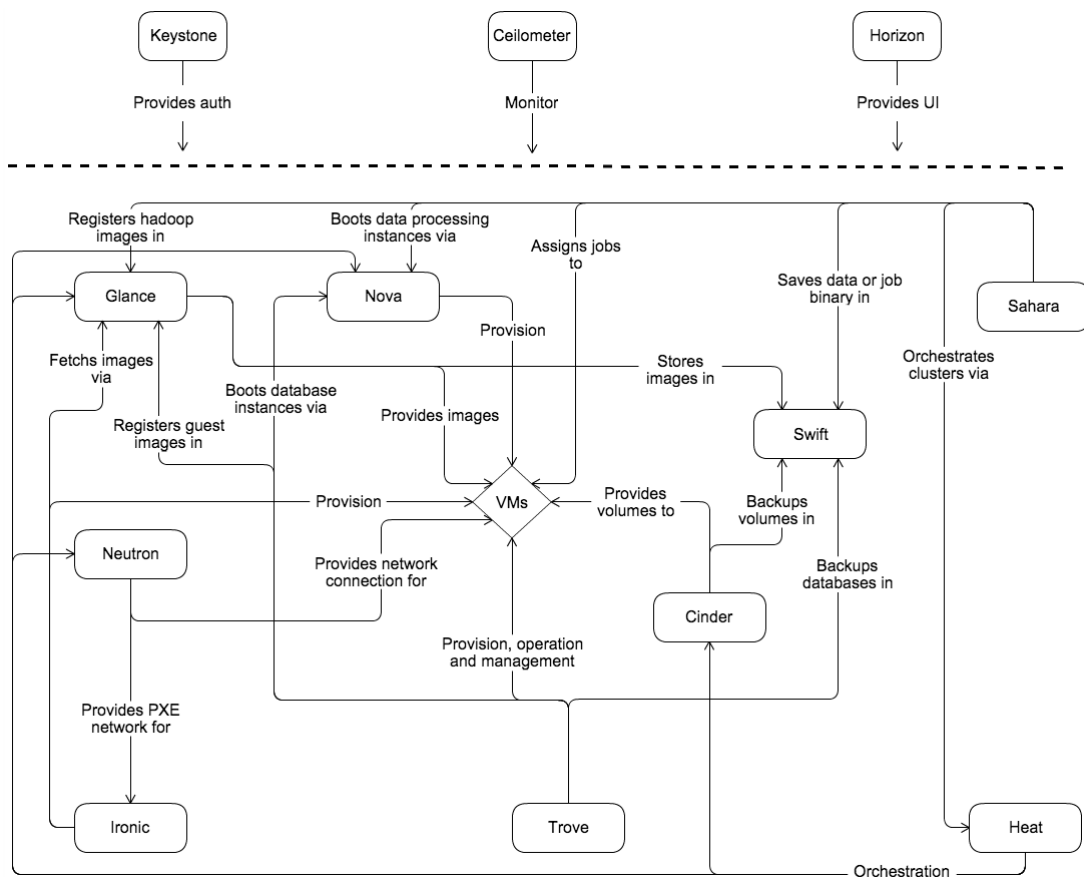 Keystone
Ceilometer
Horizon
Provides auth
Monitor
Provides UI
Registers hadoop
images in
Boots data processing
instances via
Assigns jobs
to
Saves data or job
binary in
Glance
Nova
Sahara
Provision
Fetchs images
via
Boots database
instances via
Stores
images in
Orchestrates
clusters via
Provides images
Registers guest
images in
Swift
Provision
VMs
Provides
volumes to
Backups
volumes in
Neutron
Provides network
connection for
Backups
databases in
Cinder
Provision, operation
and management
Provides PXE
network for
Ironic
Trove
Heat
Orchestration